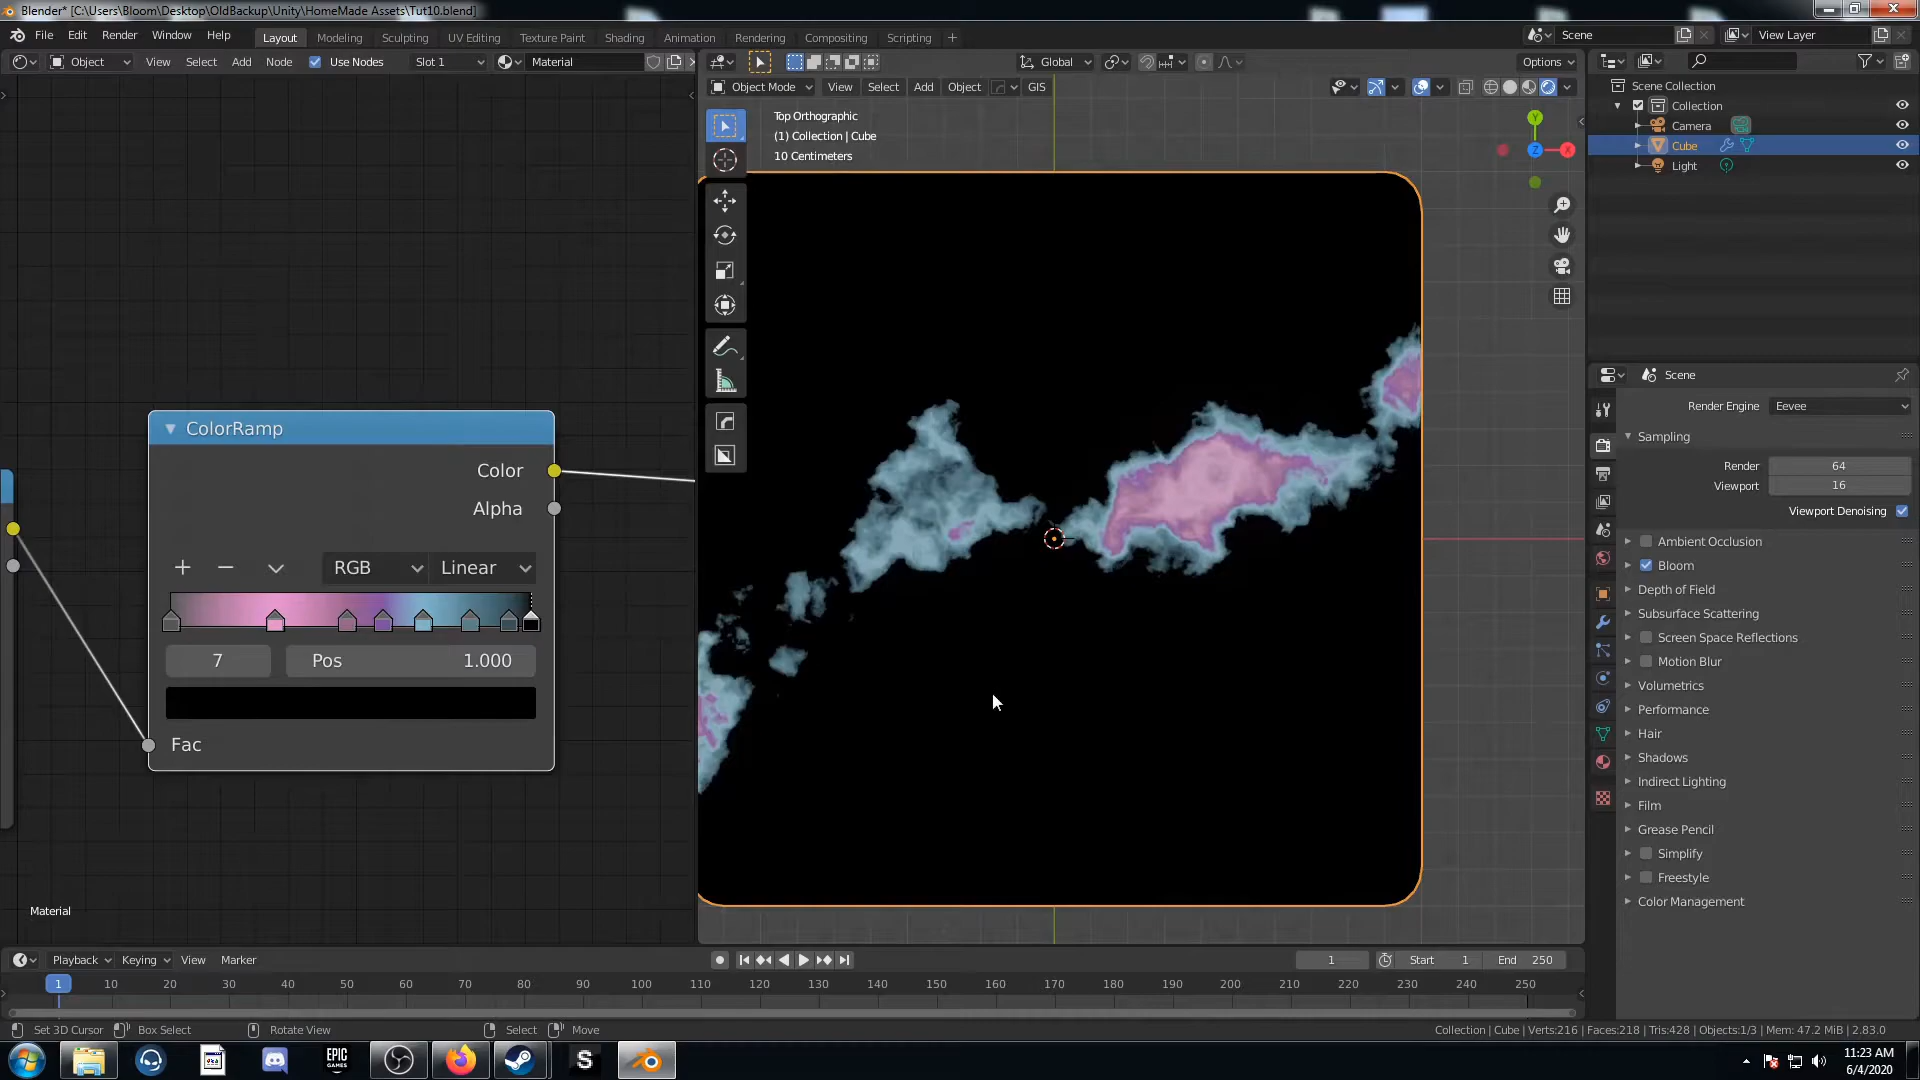 Blender* [C:\Users\Bloom\Desktop\OldBackup\Unity\HomeMade Assets\Tut10.blend]
File Edit Render Window Help Layout Modeling Sculpting UV Editing Texture Paint Shading Animation Rendering Compositing Scripting + Scene View Layer
Object View Select Add Node Use Nodes Slot 1 Material Global Options
Object Mode View Select Add Object GIS
Top Orthographic
(1) Collection | Cube
10 Centimeters
Y
Z
X
ColorRamp
Color
Alpha
RGB Linear
7 Pos 1.000
Fac
Material
Scene Collection
Collection
Camera
Cube
Light
Scene
Render Engine Eevee
Sampling
Render 64
Viewport 16
Viewport Denoising
Ambient Occlusion
Bloom
Depth of Field
Subsurface Scattering
Screen Space Reflections
Motion Blur
Volumetrics
Performance
Hair
Shadows
Indirect Lighting
Film
Grease Pencil
Simplify
Freestyle
Color Management
Playback Keying View Marker 1 Start 1 End 250
1 10 20 30 40 50 60 70 80 90 100 110 120 130 140 150 160 170 180 190 200 210 220 230 240 250
Set 3D Cursor Box Select Rotate View Select Move Collection | Cube | Verts:216 | Faces:218 | Tris:428 | Objects:1/3 | Mem: 47.2 MiB | 2.83.0
EPIC
GAMES
S
11:23 AM
6/4/2020